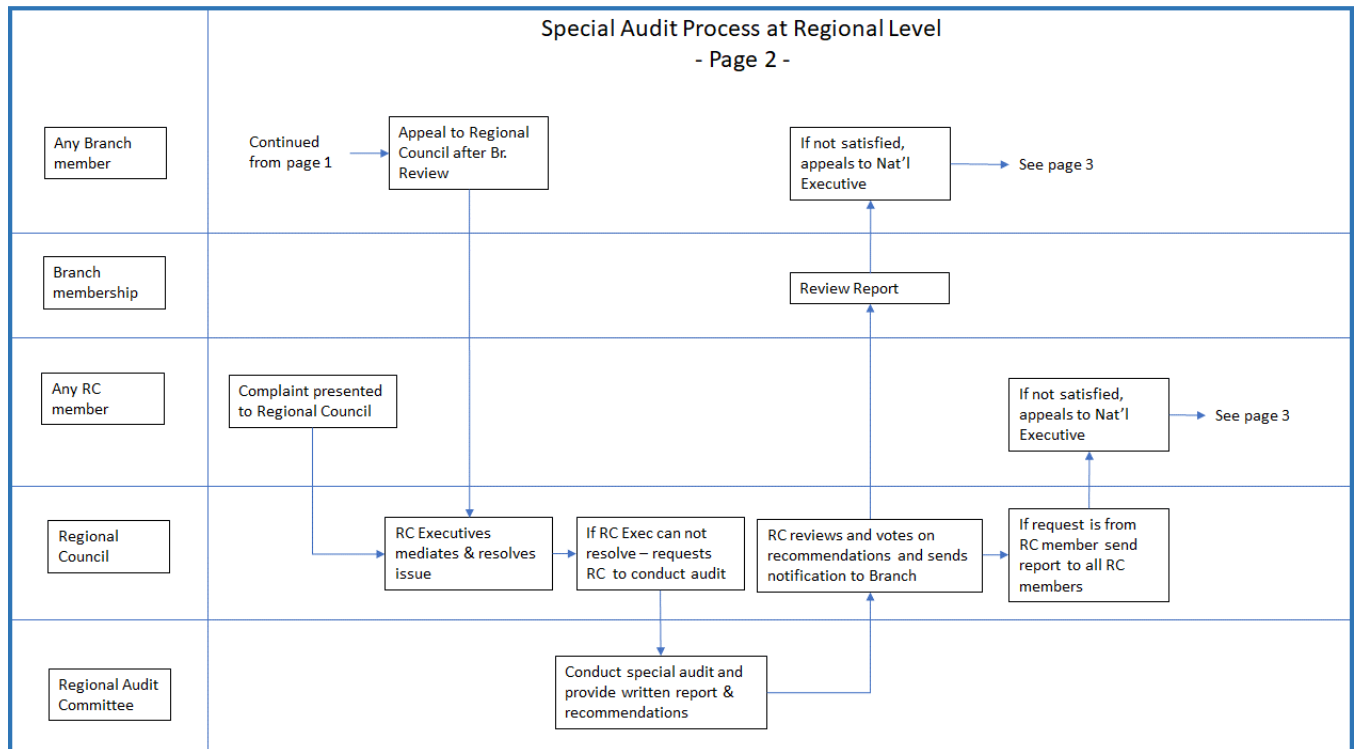 Special Audit Process at Regional Level
- Page 2 -
Any Branch
member
Continued
from page 1
Appeal to Regional
Council after Br.
Review
If not satisfied,
appeals to Nat'l
Executive
See page 3
Branch
membership
Review Report
Any RC
member
Complaint presented
to Regional Council
If not satisfied,
appeals to Nat'l
Executive
See page 3
Regional
Council
RC Executives
mediates & resolves
issue
If RC Exec can not
resolve – requests
RC to conduct audit
RC reviews and votes on
recommendations and sends
notification to Branch
If request is from
RC member send
report to all RC
members
Regional Audit
Committee
Conduct special audit and
provide written report &
recommendations